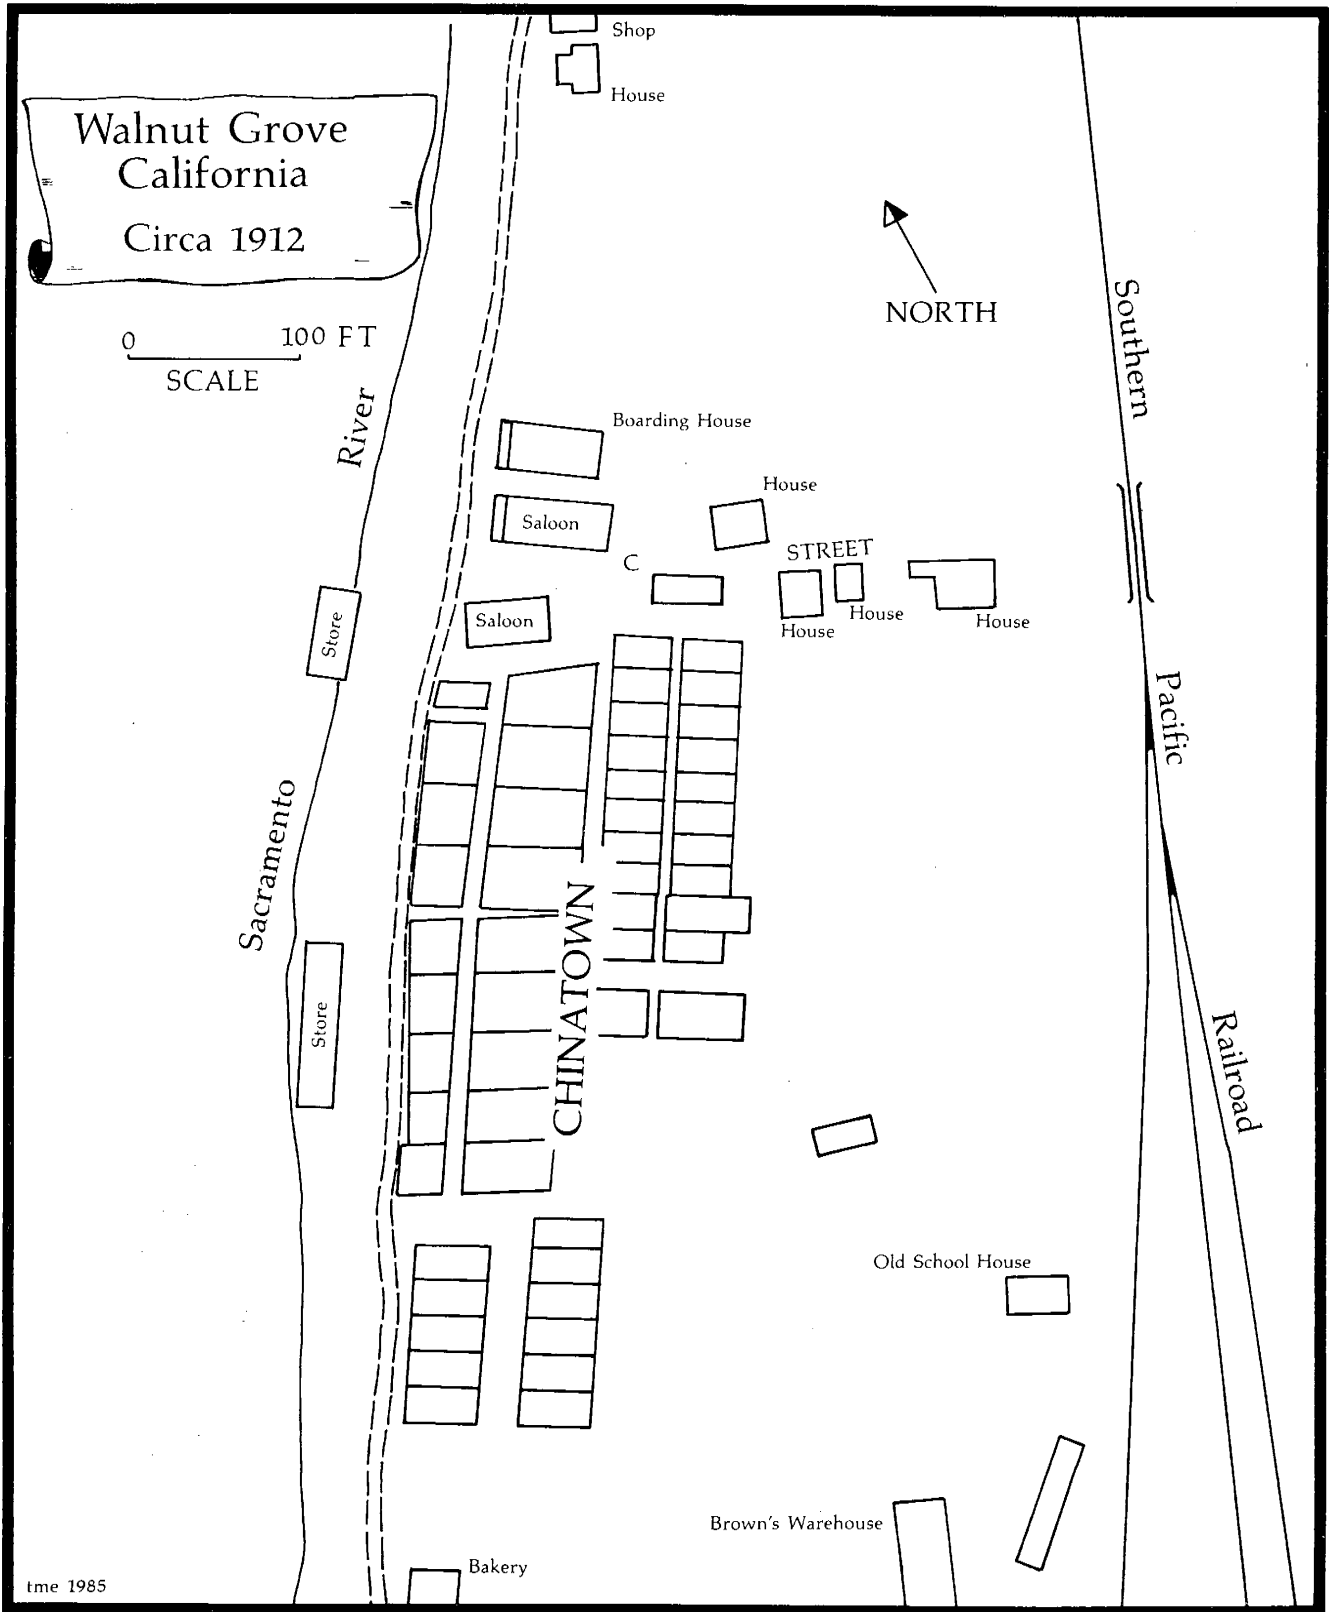 Shop
House
Walnut Grove
California
Circa 1912
0 100 FT
SCALE
NORTH
Southern
River
Boarding House
House
Saloon
STREET
C
House
House
House
Saloon
Store
Pacific
Sacramento
CHINATOWN
Store
Railroad
Old School House
Brown's Warehouse
Bakery
tme 1985